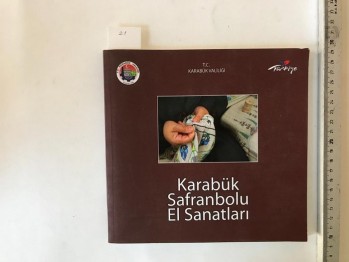 T.C.
KARABÜK VALİLİĞİ
Türkiye
Karabük
Safranbolu
El Sanatları